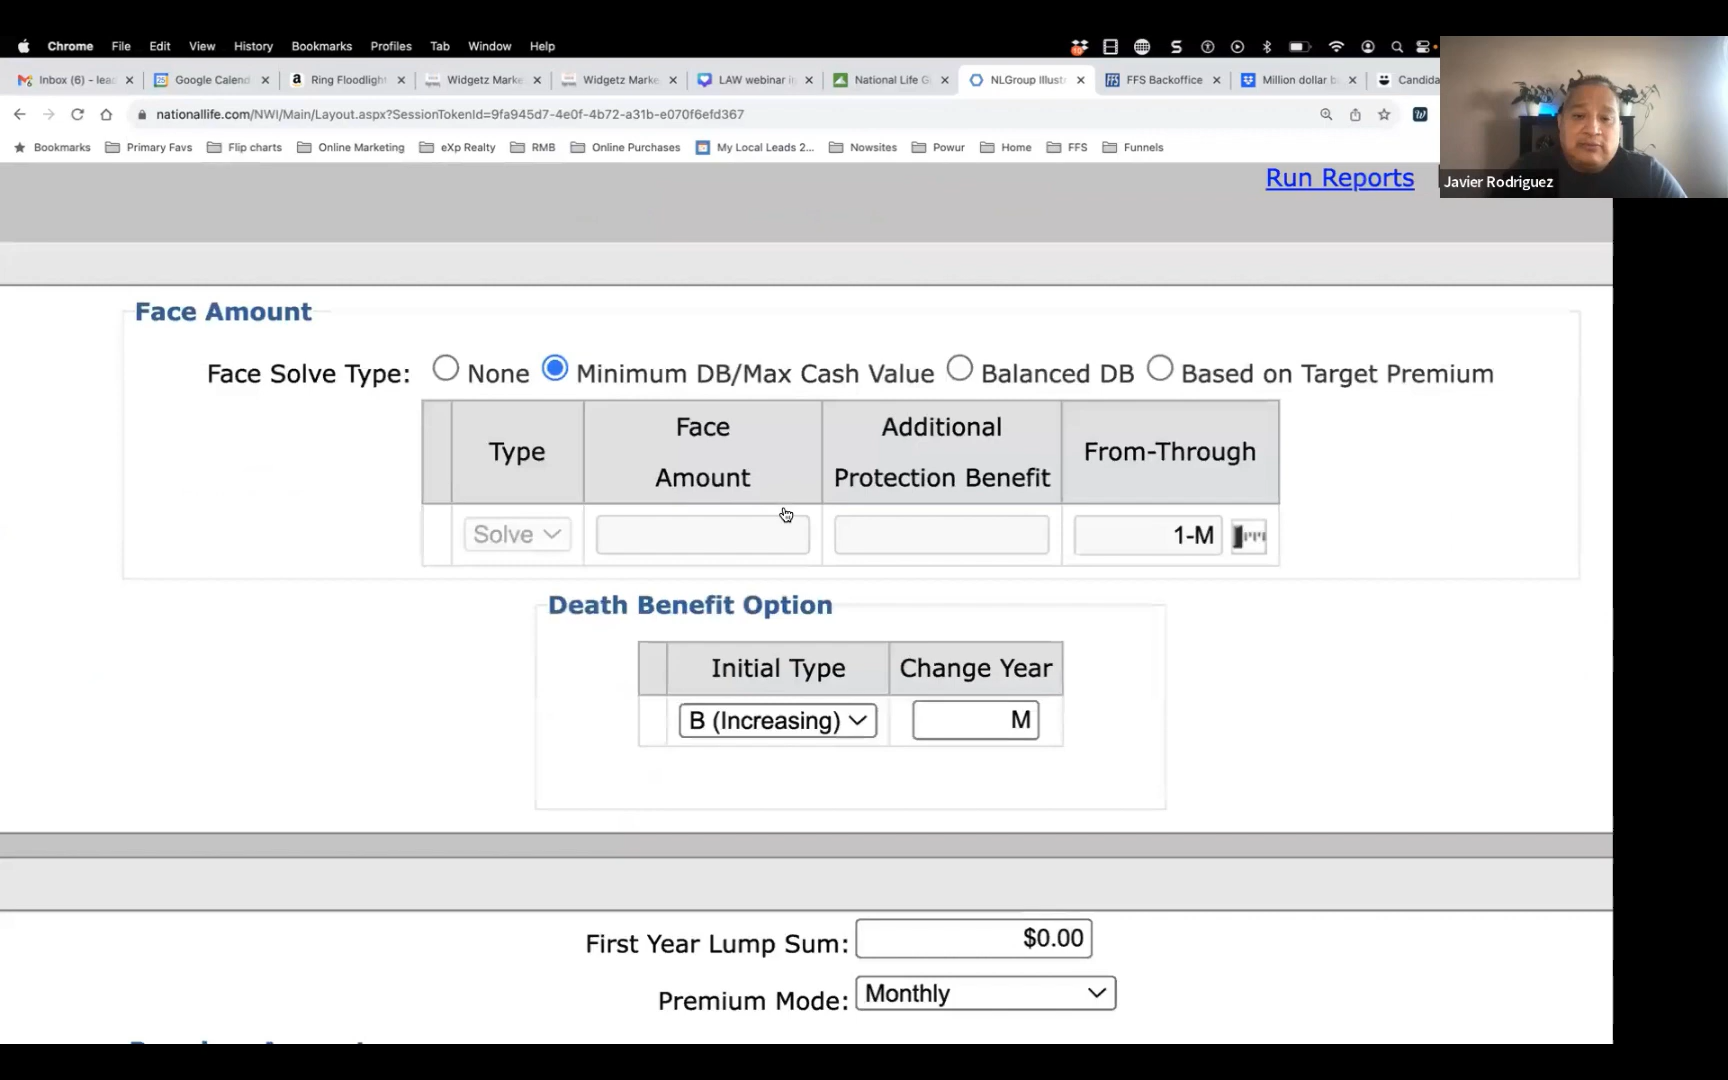 Chrome File Edit View History Bookmarks Profiles Tab Window Help
Inbox (6) – lea Google Calend Ring Floodlight Widgetz Marke Widgetz Marke LAW webinar i National Life G NLGroup Illustr FFS Backoffice Million dollar b Candida
nationallife.com/NWI/Main/Layout.aspx?SessionTokenId=9fa945d7-4e0f-4b72-a31b-e070f6efd367
Bookmarks Primary Favs Flip charts Online Marketing eXp Realty RMB Online Purchases My Local Leads 2... Nowsites Powur Home FFS Funnels
Javier Rodriguez
Run Reports
Face Amount
Face Solve Type: None Minimum DB/Max Cash Value Balanced DB Based on Target Premium
Type Face Amount Additional Protection Benefit From-Through
Solve 1-M
Death Benefit Option
Initial Type Change Year
B (Increasing) M
First Year Lump Sum: $0.00
Premium Mode: Monthly